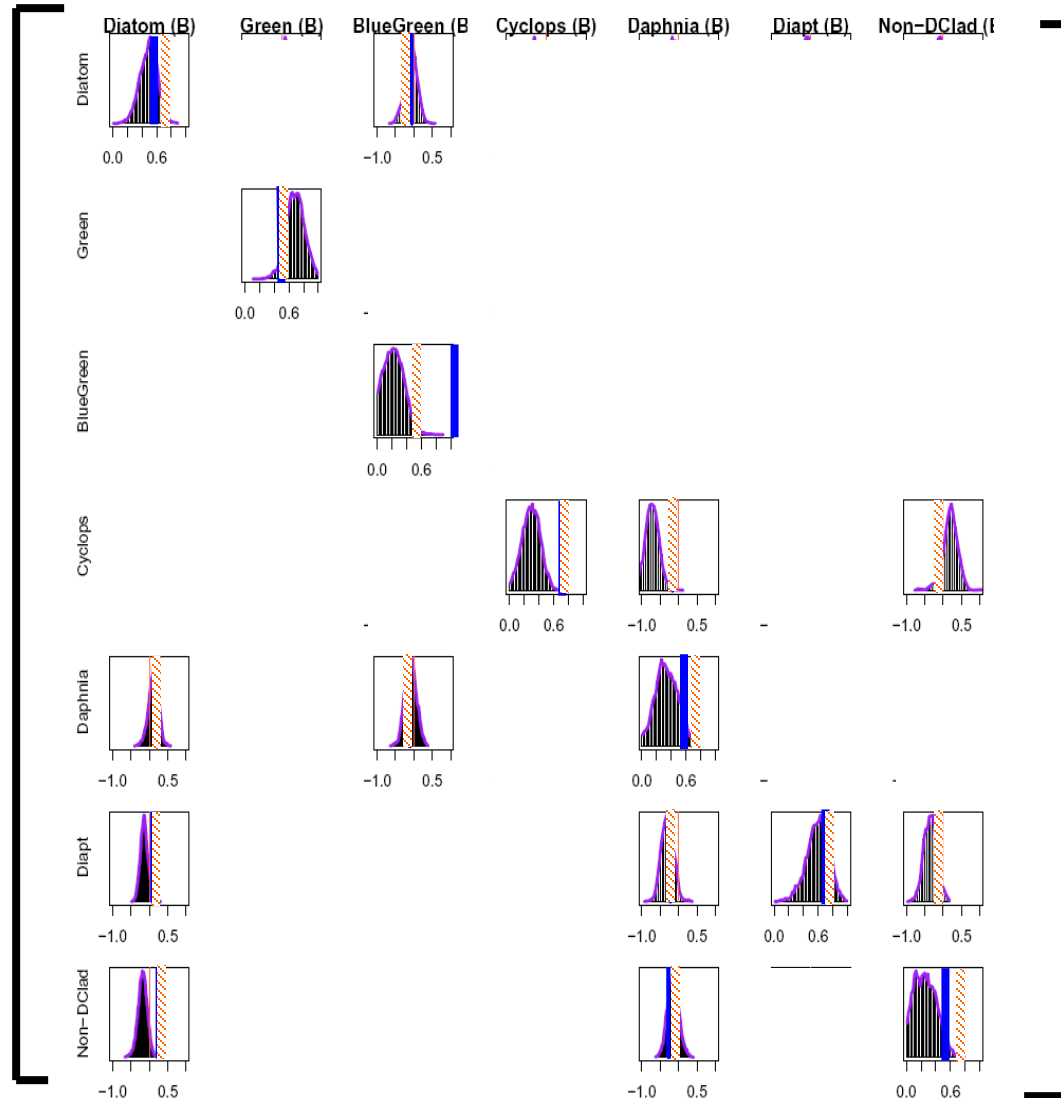 Diatom (B) Green (B) BlueGreen (B Cyclops (B) Daphnia (B) Diapt (B) Non−DClad (E
Diatom
0.0 0.6 −1.0 0.5
Green
0.0 0.6 -
BlueGreen
0.0 0.6
Cyclops
- 0.0 0.6 −1.0 0.5 − −1.0 0.5
Daphnia
−1.0 0.5 −1.0 0.5 0.0 0.6 − -
Diapt
−1.0 0.5 −1.0 0.5 0.0 0.6 −1.0 0.5
Non−DClad
−1.0 0.5 −1.0 0.5 0.0 0.6